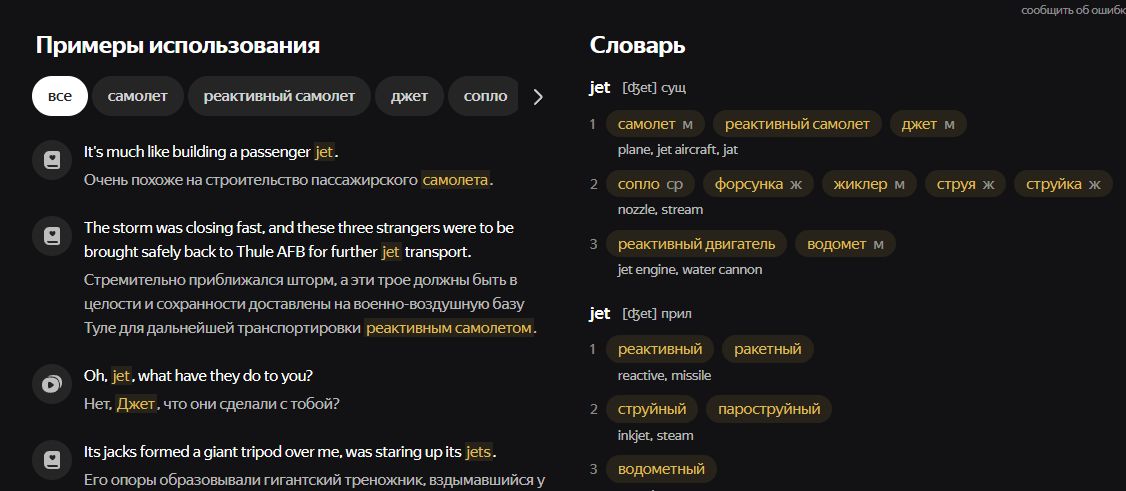 сообщить об ошибк
Примеры использования
все самолет реактивный самолет джет сопло
It's much like building a passenger jet.
Очень похоже на строительство пассажирского самолета.
The storm was closing fast, and these three strangers were to be
brought safely back to Thule AFB for further jet transport.
Стремительно приближался шторм, а эти трое должны быть в
целости и сохранности доставлены на военно-воздушную базу
Туле для дальнейшей транспортировки реактивным самолетом.
Oh, jet, what have they do to you?
Нет, Джет, что они сделали с тобой?
Its jacks formed a giant tripod over me, was staring up its jets.
Его опоры образовывали гигантский треножник, вздымавшийся у
Словарь
jet [ʤet] сущ
1 самолет м реактивный самолет джет м
plane, jet aircraft, jat
2 сопло ср форсунка ж жиклер м струя ж струйка ж
nozzle, stream
3 реактивный двигатель водомет м
jet engine, water cannon
jet [ʤet] прил
1 реактивный ракетный
reactive, missile
2 струйный пароструйный
inkjet, steam
3 водометный